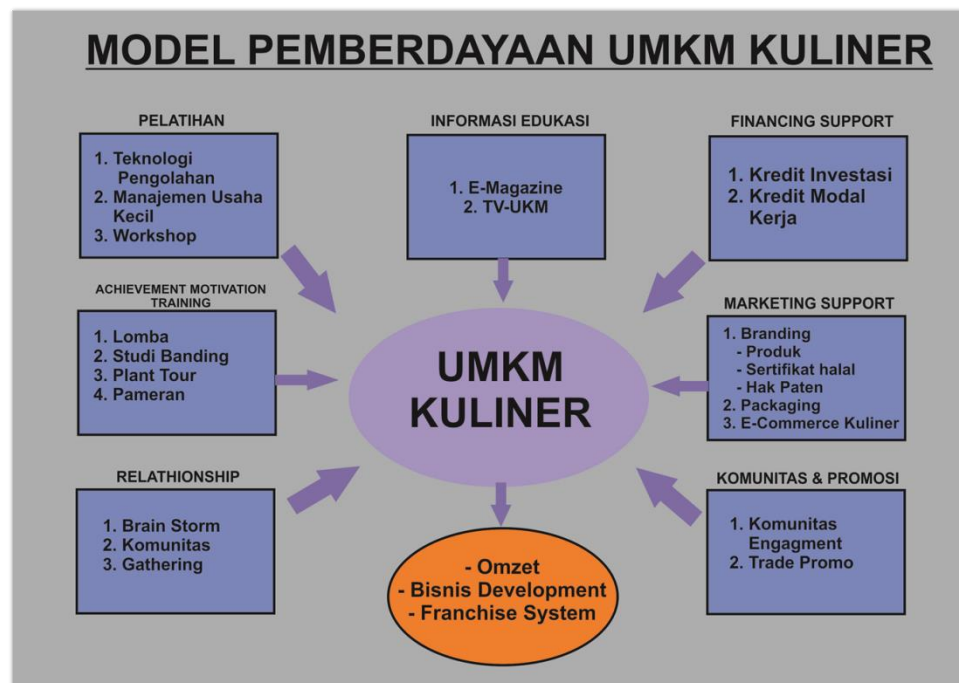 MODEL PEMBERDAYAAN UMKM KULINER
PELATIHAN
1. Teknologi
Pengolahan
2. Manajemen Usaha
Kecil
3. Workshop
INFORMASI EDUKASI
1. E-Magazine
2. TV-UKM
FINANCING SUPPORT
1. Kredit Investasi
2. Kredit Modal
Kerja
ACHIEVEMENT MOTIVATION
TRAINING
1. Lomba
2. Studi Banding
3. Plant Tour
4. Pameran
UMKM
KULINER
MARKETING SUPPORT
1. Branding
- Produk
- Sertifikat halal
- Hak Paten
2. Packaging
3. E-Commerce Kuliner
RELATHIONSHIP
1. Brain Storm
2. Komunitas
3. Gathering
- Omzet
- Bisnis Development
- Franchise System
KOMUNITAS & PROMOSI
1. Komunitas
Engagment
2. Trade Promo